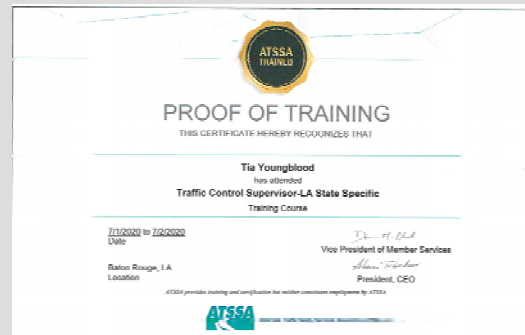 ATSSA
TRAINED
PROOF OF TRAINING
THIS CERTIFICATE HEREBY RECOGNIZES THAT
Tia Youngblood
has attended
Traffic Control Supervisor-LA State Specific
Training Course
7/1/2020 to 7/2/2020
Date
Vice President of Member Services
Baton Rouge, LA
Location
President, CEO
ATSSA provides training and certification but neither constitutes employment by ATSSA
ATSSA